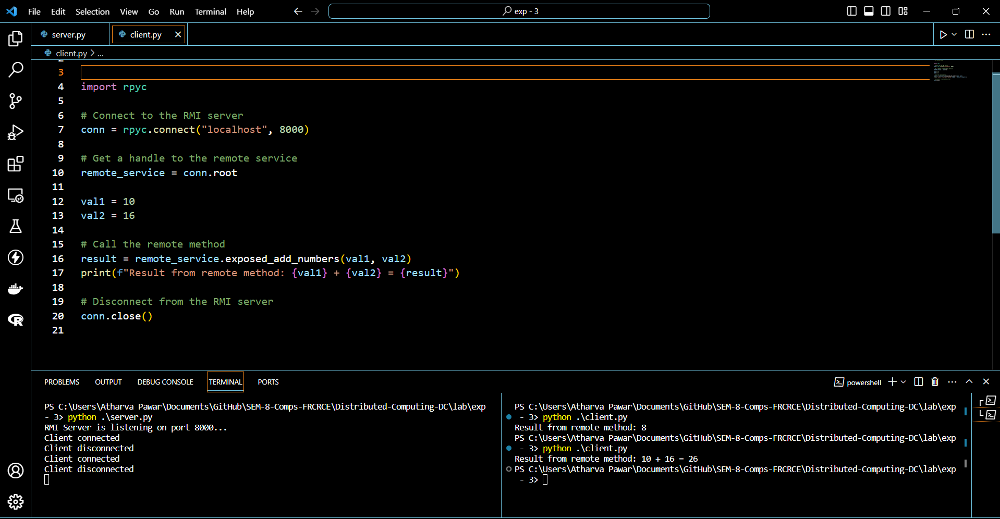 File Edit Selection View Go Run Terminal Help
exp - 3
server.py
client.py
client.py > ...
3
4 import rpyc
5
6 # Connect to the RMI server
7 conn = rpyc.connect("localhost", 8000)
8
9 # Get a handle to the remote service
10 remote_service = conn.root
11
12 val1 = 10
13 val2 = 16
14
15 # Call the remote method
16 result = remote_service.exposed_add_numbers(val1, val2)
17 print(f"Result from remote method: {val1} + {val2} = {result}")
18
19 # Disconnect from the RMI server
20 conn.close()
21
PROBLEMS OUTPUT DEBUG CONSOLE TERMINAL PORTS
powershell
PS C:\Users\Atharva Pawar\Documents\GitHub\SEM-8-Comps-FRCRCE\Distributed-Computing-DC\lab\exp
- 3> python .\server.py
RMI Server is listening on port 8000...
Client connected
Client disconnected
Client connected
Client disconnected
PS C:\Users\Atharva Pawar\Documents\GitHub\SEM-8-Comps-FRCRCE\Distributed-Computing-DC\lab\exp
- 3> python .\client.py
Result from remote method: 8
PS C:\Users\Atharva Pawar\Documents\GitHub\SEM-8-Comps-FRCRCE\Distributed-Computing-DC\lab\exp
- 3> python .\client.py
Result from remote method: 10 + 16 = 26
PS C:\Users\Atharva Pawar\Documents\GitHub\SEM-8-Comps-FRCRCE\Distributed-Computing-DC\lab\exp
- 3>